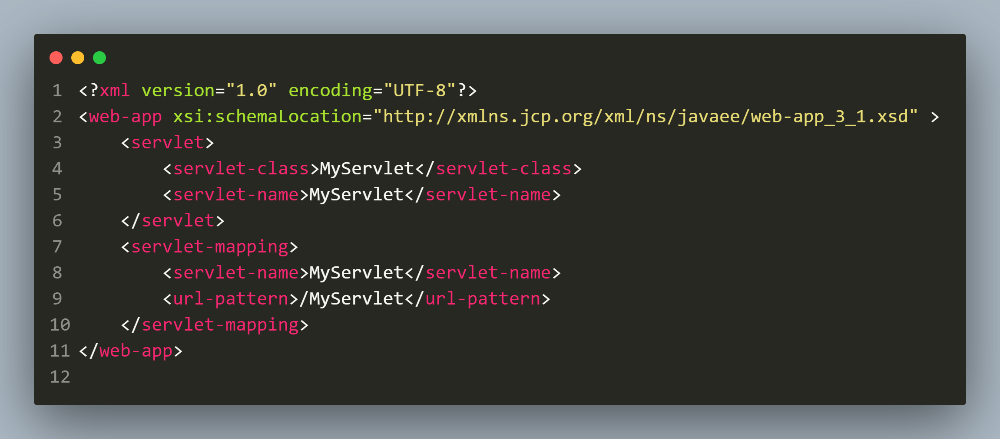 1 <?xml version="1.0" encoding="UTF-8"?>
2 <web-app xsi:schemaLocation="http://xmlns.jcp.org/xml/ns/javaee/web-app_3_1.xsd" >
3     <servlet>
4         <servlet-class>MyServlet</servlet-class>
5         <servlet-name>MyServlet</servlet-name>
6     </servlet>
7     <servlet-mapping>
8         <servlet-name>MyServlet</servlet-name>
9         <url-pattern>/MyServlet</url-pattern>
10     </servlet-mapping>
11 </web-app>
12